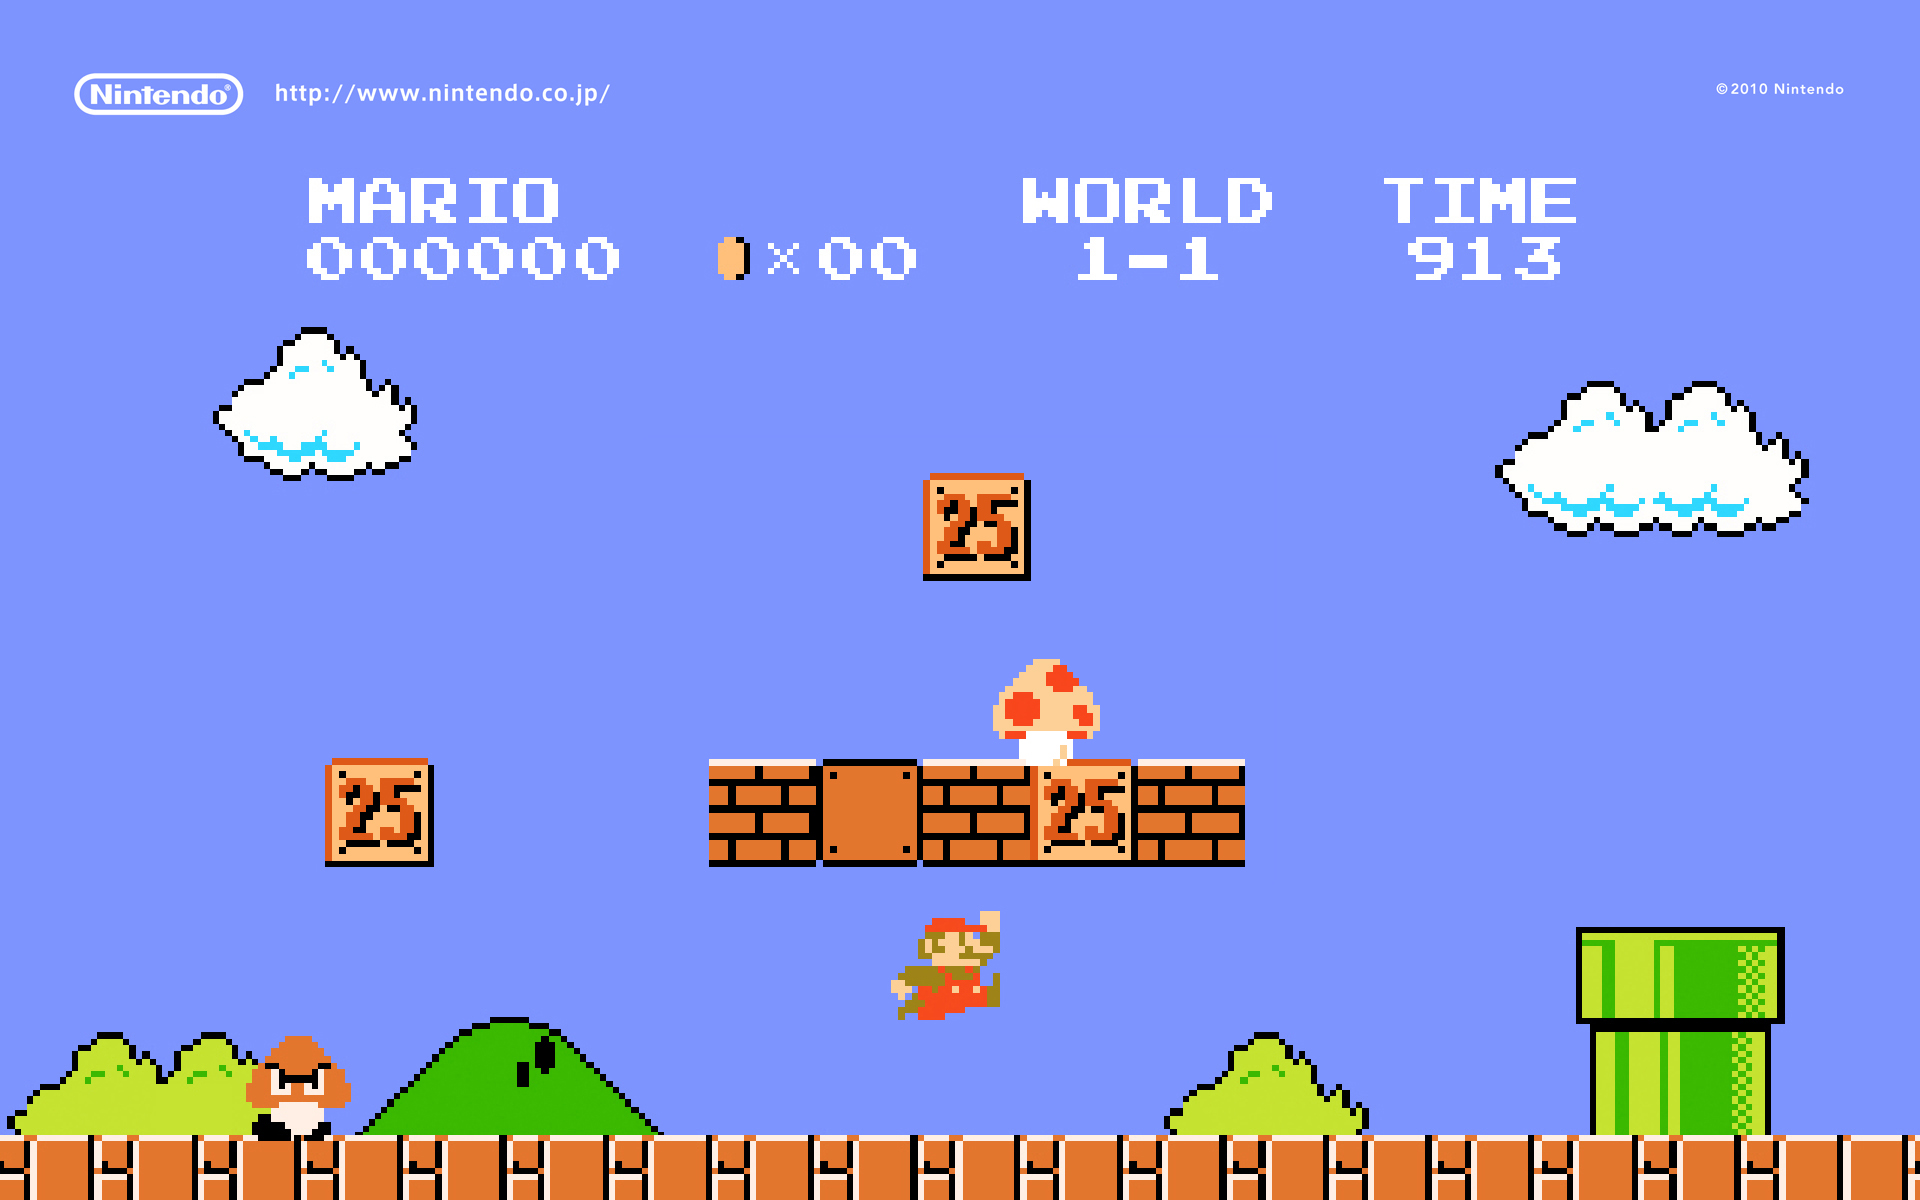 Nintendo®
http://www.nintendo.co.jp/
©2010 Nintendo
MARIO WORLD TIME
000000 ×00 1-1 913
25
25
25